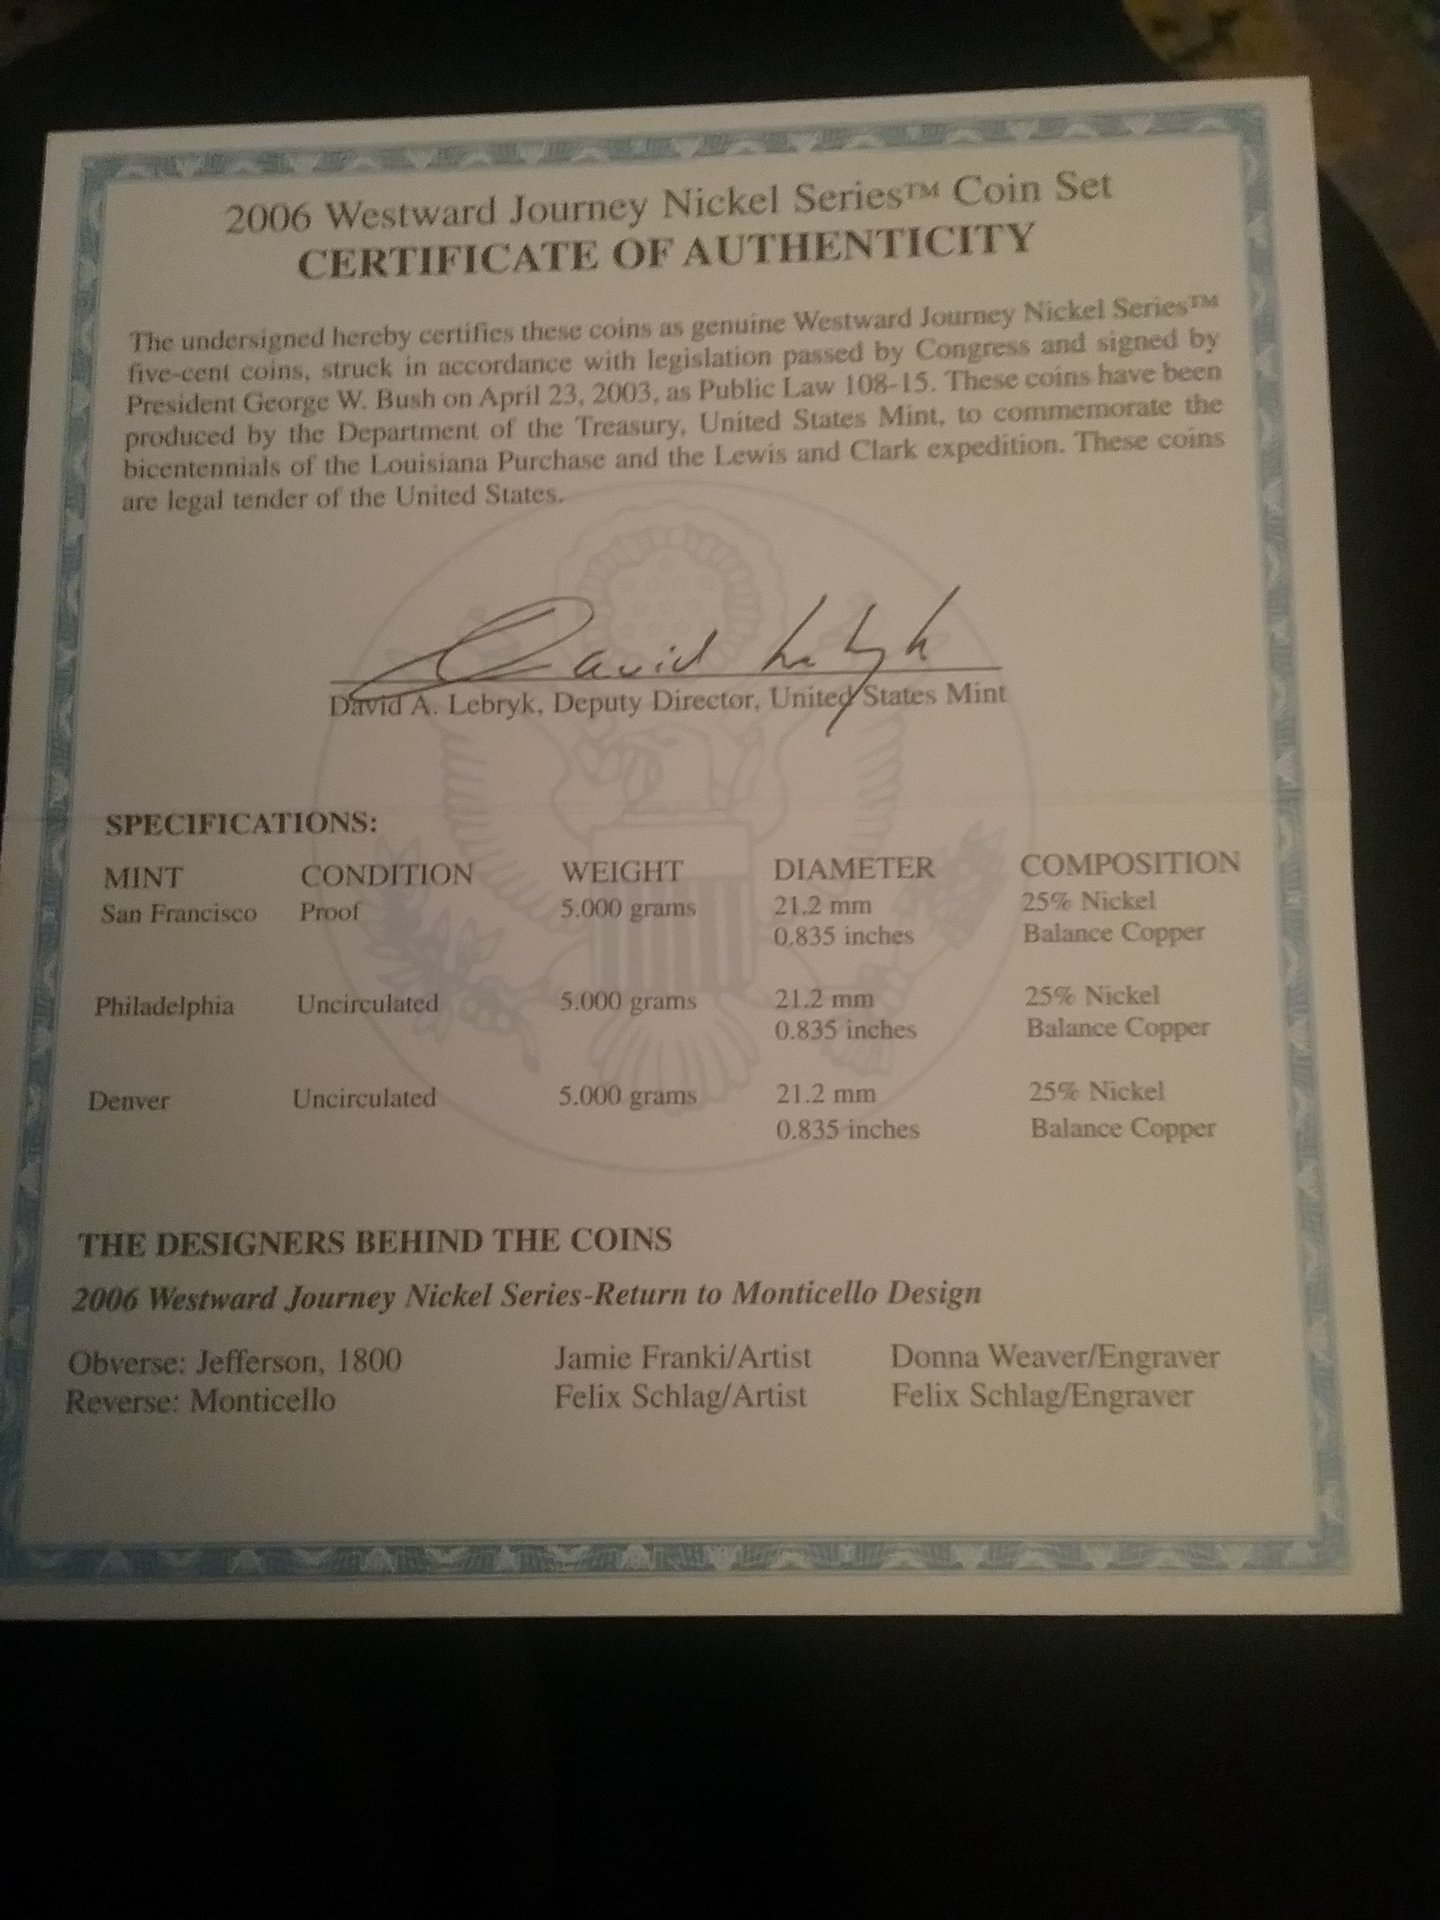 2006 Westward Journey Nickel Series™ Coin Set
CERTIFICATE OF AUTHENTICITY
The undersigned hereby certifies these coins as genuine Westward Journey Nickel Series™
five-cent coins, struck in accordance with legislation passed by Congress and signed by
President George W. Bush on April 23, 2003, as Public Law 108-15. These coins have been
produced by the Department of the Treasury, United States Mint, to commemorate the
bicentennials of the Louisiana Purchase and the Lewis and Clark expedition. These coins
are legal tender of the United States.
David Lebryk
David A. Lebryk, Deputy Director, United States Mint
SPECIFICATIONS:
MINT CONDITION WEIGHT DIAMETER COMPOSITION
San Francisco Proof 5.000 grams 21.2 mm 25% Nickel
0.835 inches Balance Copper
Philadelphia Uncirculated 5.000 grams 21.2 mm 25% Nickel
0.835 inches Balance Copper
Denver Uncirculated 5.000 grams 21.2 mm 25% Nickel
0.835 inches Balance Copper
THE DESIGNERS BEHIND THE COINS
2006 Westward Journey Nickel Series-Return to Monticello Design
Obverse: Jefferson, 1800 Jamie Franki/Artist Donna Weaver/Engraver
Reverse: Monticello Felix Schlag/Artist Felix Schlag/Engraver